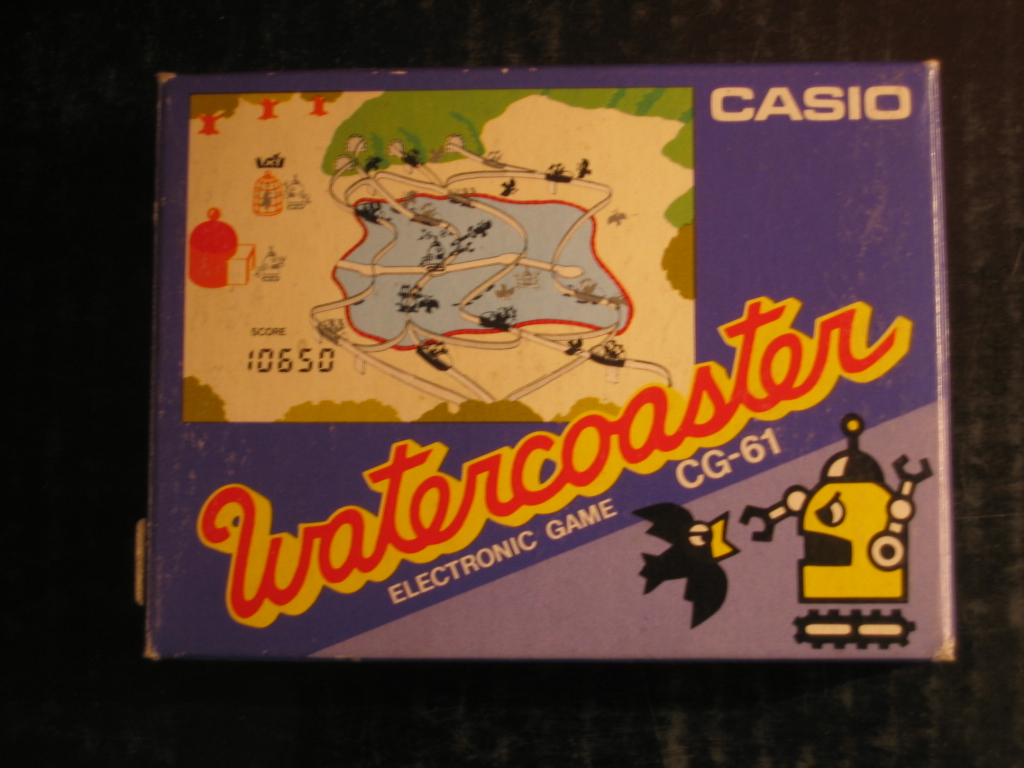 CASIO
SCORE
10650
Watercoaster
CG-61
ELECTRONIC GAME